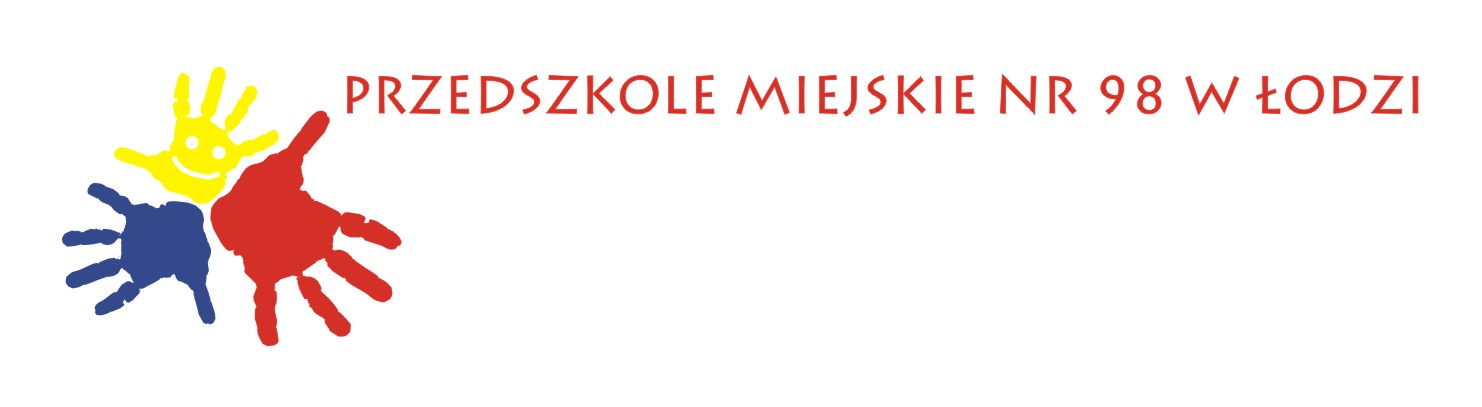 PRZEDSZKOLE MIEJSKIE NR 98 W ŁODZI